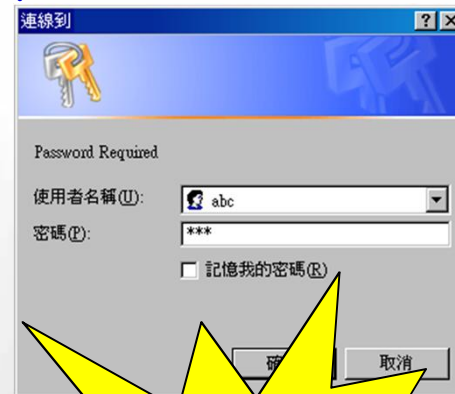 連線到
Password Required
使用者名稱(U):
abc
密碼(P):
***
記憶我的密碼(R)
取消